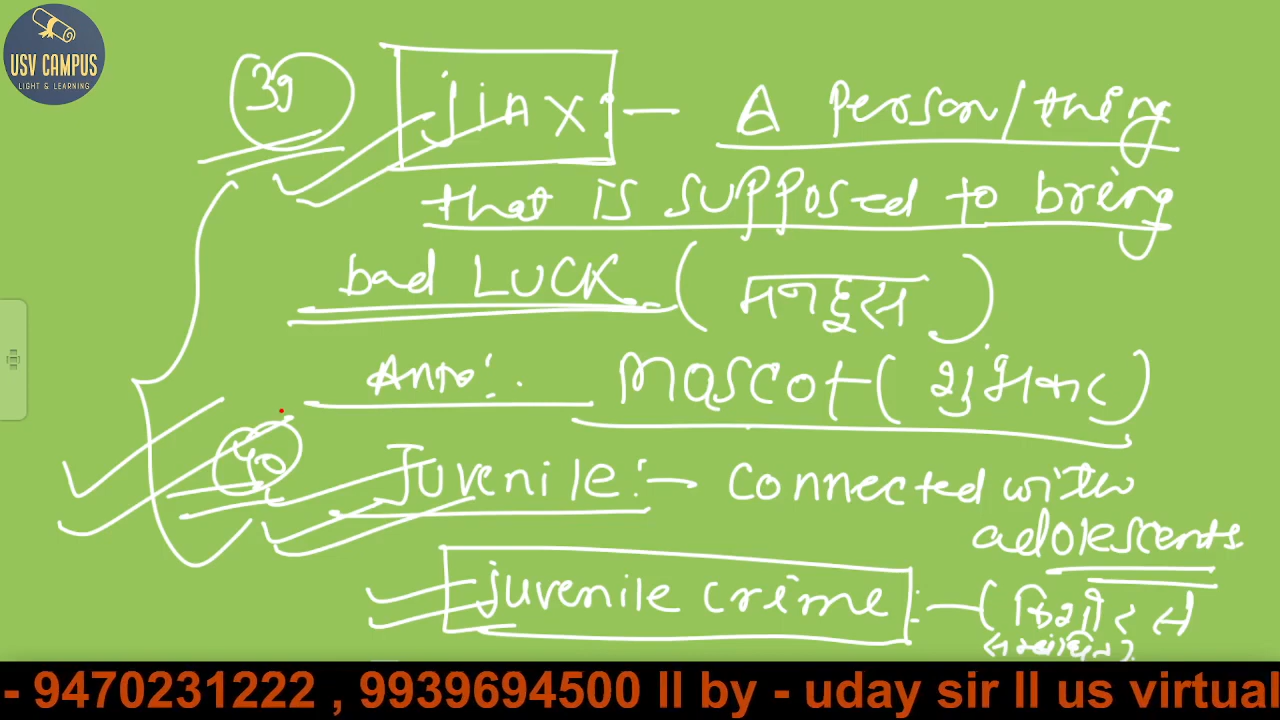 USV CAMPUS
LIGHT & LEARNING
39 Jinx :- A person/thing
that is supposed to bring
bad LUCK (मनहूस)
Anto: Mascot (शुभंकर)
40 Juvenile :- Connected with
adolescents
juvenile crime :- (किशोर से
- 9470231222 , 9939694500 ll by - uday sir ll us virtual